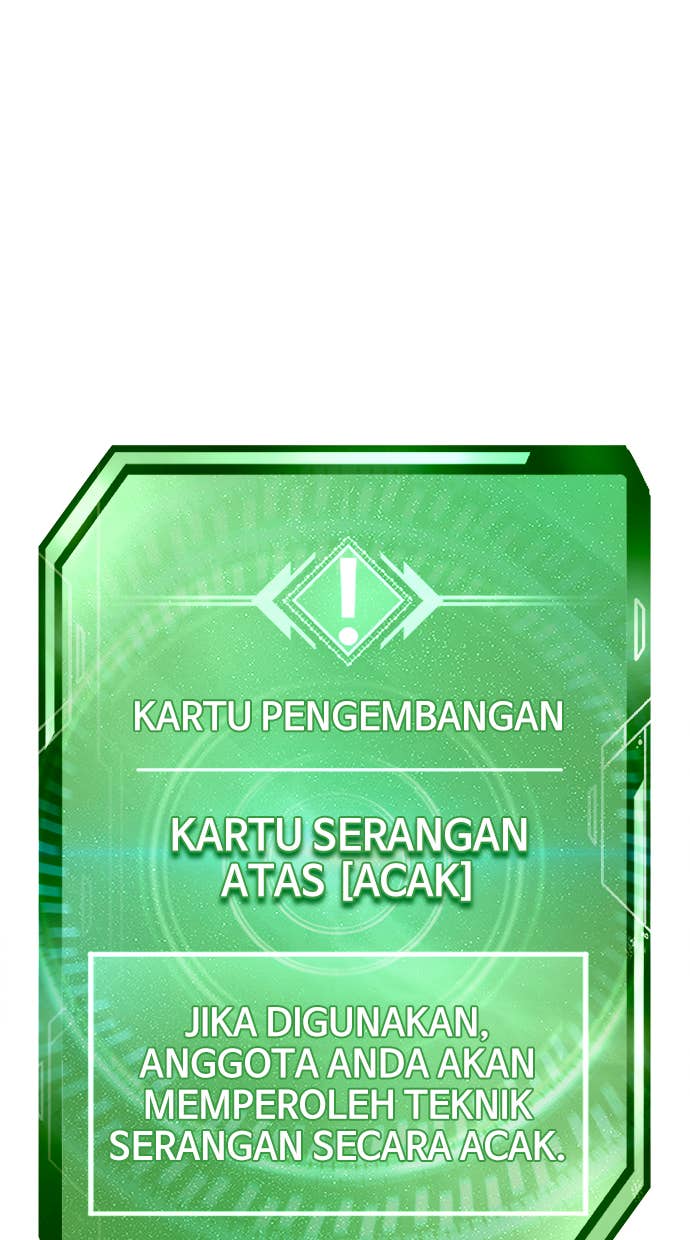 !
KARTU PENGEMBANGAN
KARTU SERANGAN
ATAS [ACAK]
JIKA DIGUNAKAN,
ANGGOTA ANDA AKAN
MEMPEROLEH TEKNIK
SERANGAN SECARA ACAK.